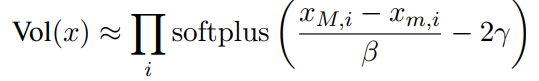 Vol(x) ≈ ∏_i softplus( (x_{M,i} − x_{m,i}) / β − 2γ )